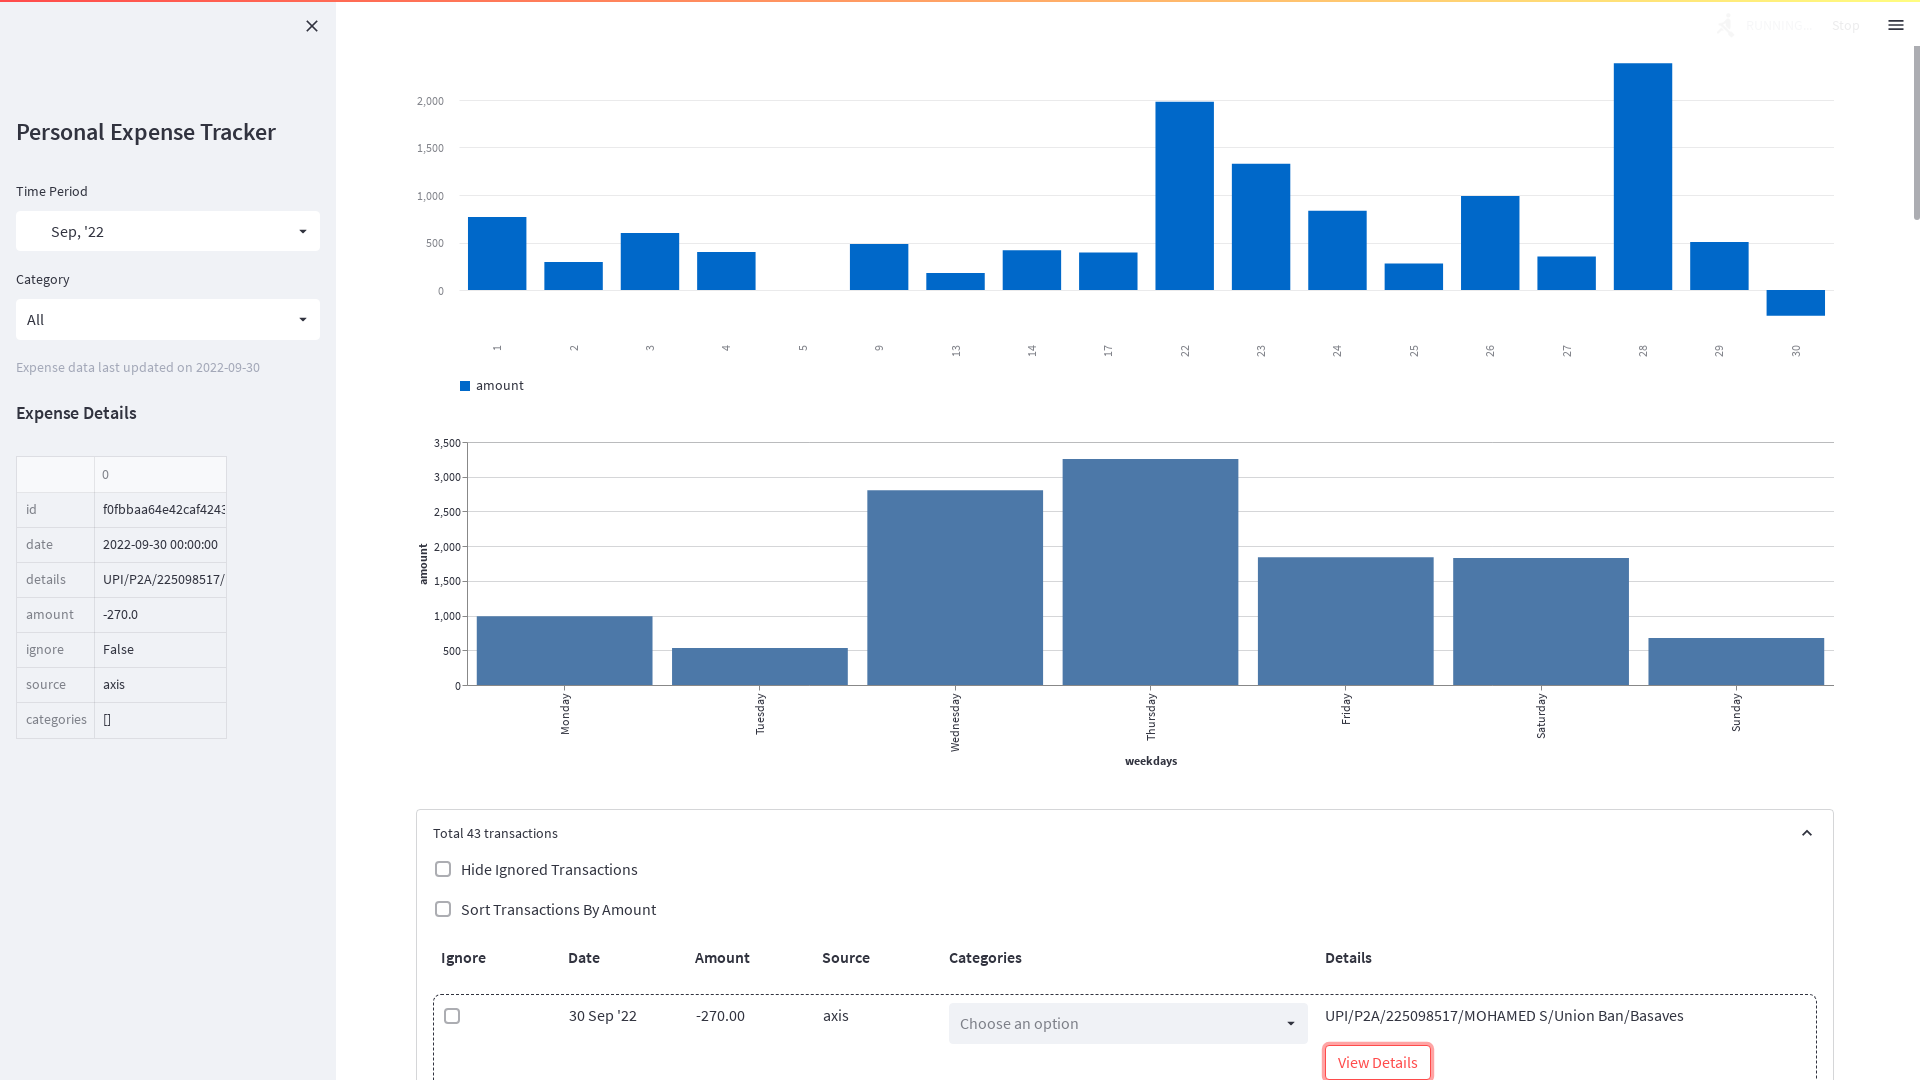 RUNNING...
Stop
Personal Expense Tracker
Time Period
Sep, '22
Category
All
Expense data last updated on 2022-09-30
Expense Details
0
id f0fbbaa64e42caf4243
date 2022-09-30 00:00:00
details UPI/P2A/225098517/
amount -270.0
ignore False
source axis
categories []
2,000
1,500
1,000
500
0
1 2 3 4 5 9 13 14 17 22 23 24 25 26 27 28 29 30
amount
3,500
3,000
2,500
2,000
1,500
1,000
500
0
amount
Monday Tuesday Wednesday Thursday Friday Saturday Sunday
weekdays
Total 43 transactions
Hide Ignored Transactions
Sort Transactions By Amount
Ignore Date Amount Source Categories Details
30 Sep '22 -270.00 axis Choose an option UPI/P2A/225098517/MOHAMED S/Union Ban/Basaves
View Details